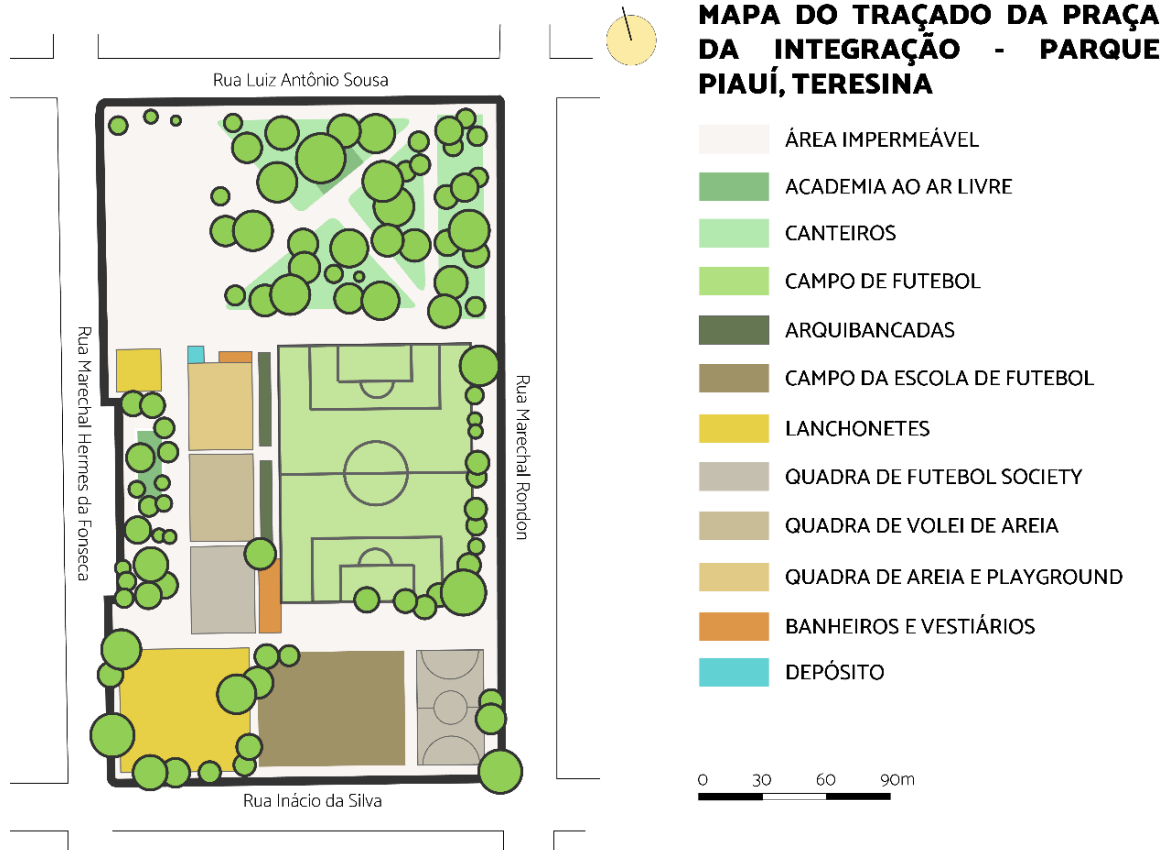 MAPA DO TRAÇADO DA PRAÇA
DA INTEGRAÇÃO - PARQUE
PIAUÍ, TERESINA
Rua Luiz Antônio Sousa
Rua Marechal Hermes da Fonseca
Rua Marechal Rondon
Rua Inácio da Silva
ÁREA IMPERMEÁVEL
ACADEMIA AO AR LIVRE
CANTEIROS
CAMPO DE FUTEBOL
ARQUIBANCADAS
CAMPO DA ESCOLA DE FUTEBOL
LANCHONETES
QUADRA DE FUTEBOL SOCIETY
QUADRA DE VOLEI DE AREIA
QUADRA DE AREIA E PLAYGROUND
BANHEIROS E VESTIÁRIOS
DEPÓSITO
0 30 60 90m